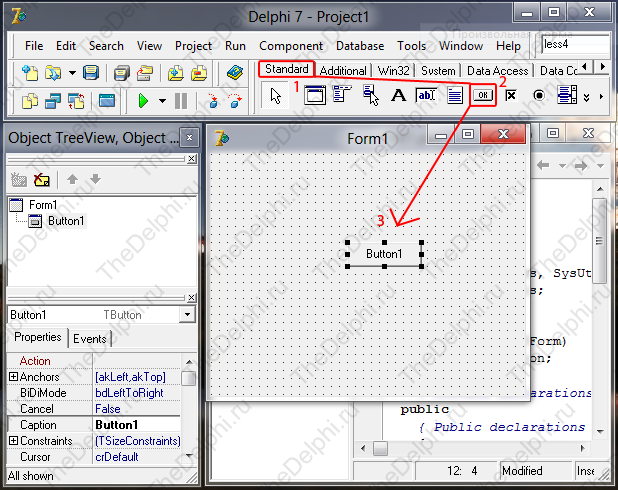 Delphi 7 - Project1
File Edit Search View Project Run Component Database Tools Window Help
less4
Произвольная
Standard Additional Win32 System Data Access Data Co
1
2
A
ab
OK
Object TreeView, Object ...
Form1
Button1
Button1 TButton
Properties Events
Action
Anchors [akLeft,akTop]
BiDiMode bdLeftToRight
Cancel False
Caption Button1
Constraints (TSizeConstraints)
Cursor crDefault
All shown
Form1
3
Button1
s, SysUt
s;
Form)
on;
clarations
public
{ Public declarations
12: 4 Modified Inse
TheDelphi.ru